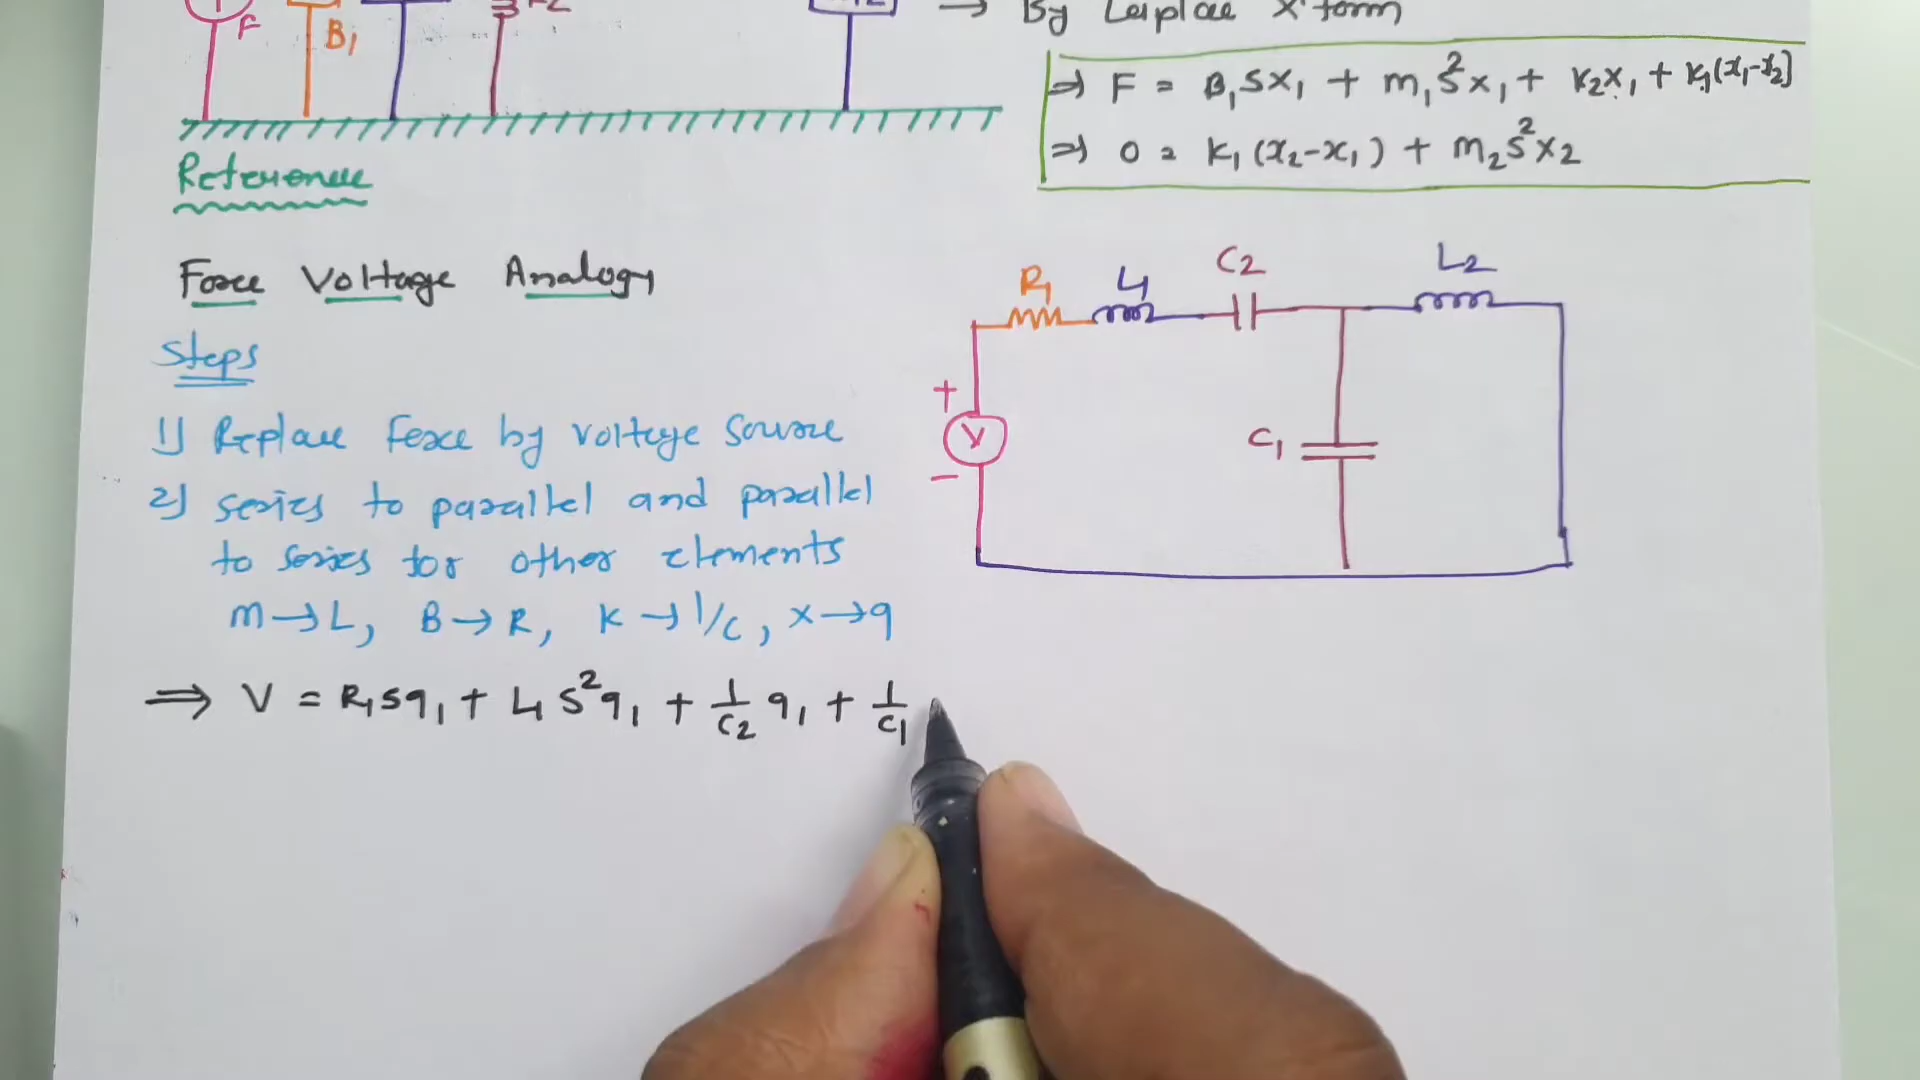 F
B₁
→ By Laplace X form
⇒ F = B₁SX₁ + m₁S²x₁ + K₂x₁ + K₁(x₁-x₂)
⇒ 0 = K₁(x₂-x₁) + m₂S²x₂
Reference
Force Voltage Analogy
Steps
1) Replace Force by voltage source
2) series to parallel and parallel
to series for other elements
m→L, B→R, K→1/C, x→q
⇒ V = R₁sq₁ + L₁S²q₁ + 1/C₂ q₁ + 1/C₁
R₁
L₁
C2
L2
+
V
-
C₁